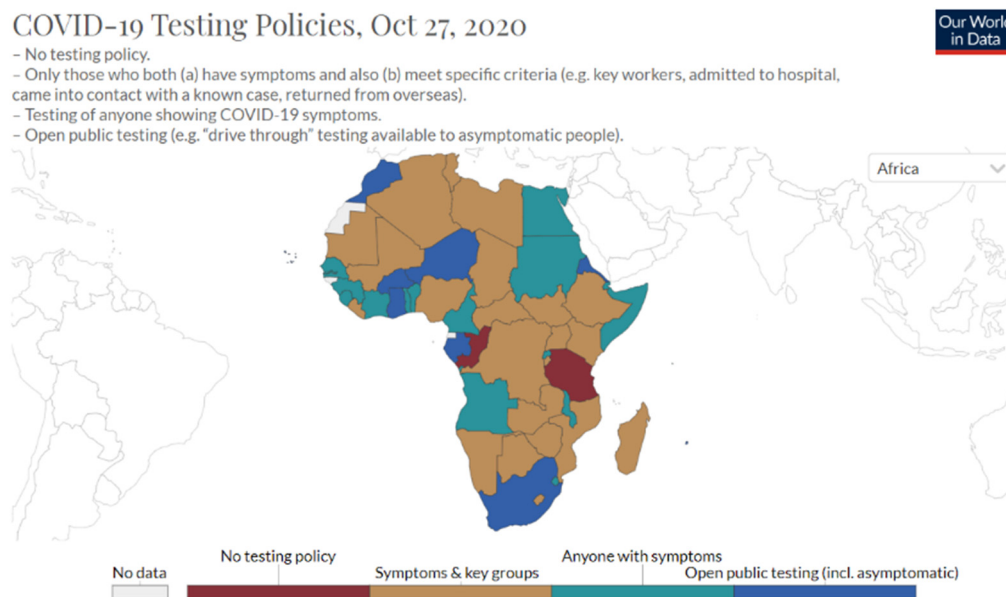 COVID-19 Testing Policies, Oct 27, 2020
Our World
in Data
– No testing policy.
– Only those who both (a) have symptoms and also (b) meet specific criteria (e.g. key workers, admitted to hospital,
came into contact with a known case, returned from overseas).
– Testing of anyone showing COVID-19 symptoms.
– Open public testing (e.g. “drive through” testing available to asymptomatic people).
Africa
No data
No testing policy
Symptoms & key groups
Anyone with symptoms
Open public testing (incl. asymptomatic)